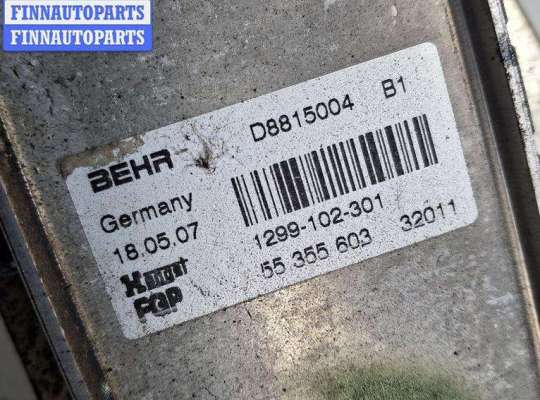 FINNAUTOPARTS
FINNAUTOPARTS
BEHR D8815004 B1
Germany
18.05.07
1299-102-301
55 355 603 32011